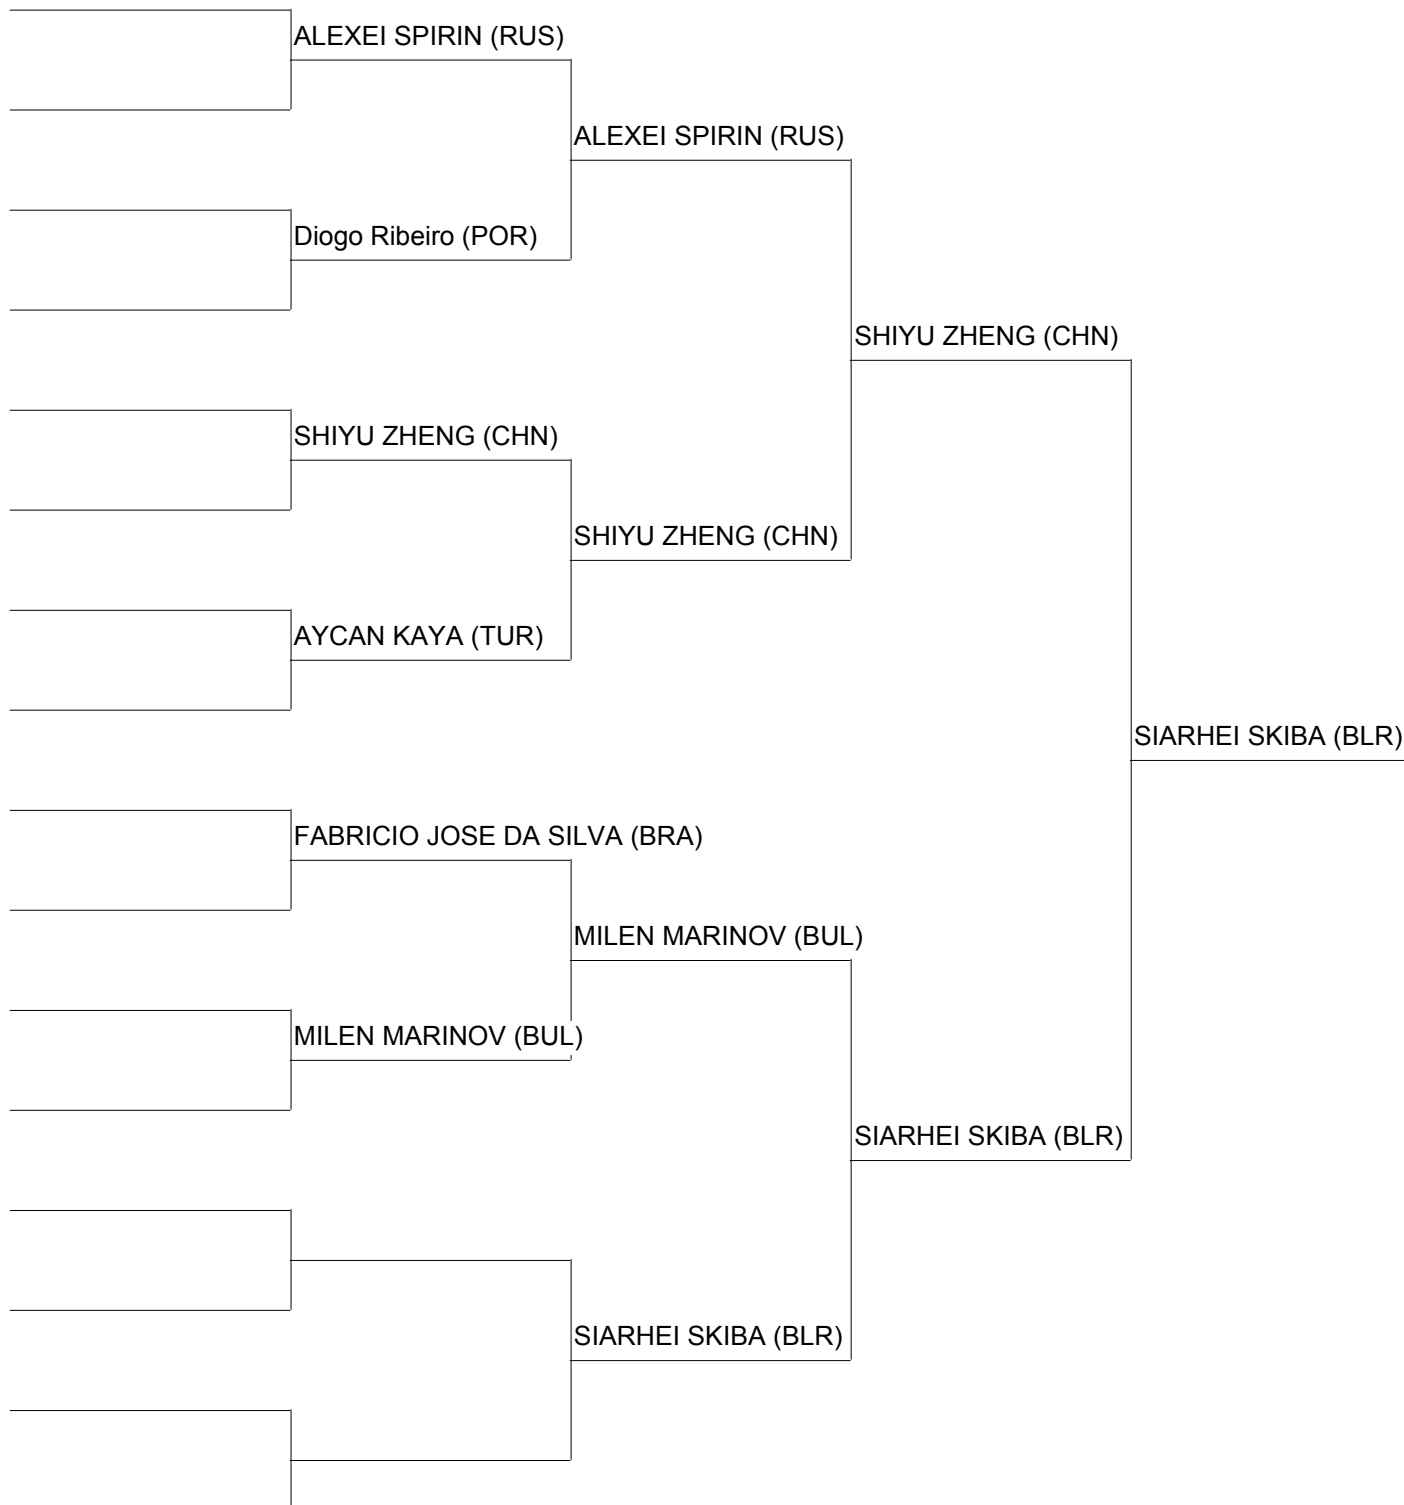 ALEXEI SPIRIN (RUS)
ALEXEI SPIRIN (RUS)
Diogo Ribeiro (POR)
SHIYU ZHENG (CHN)
SHIYU ZHENG (CHN)
SHIYU ZHENG (CHN)
AYCAN KAYA (TUR)
SIARHEI SKIBA (BLR)
FABRICIO JOSE DA SILVA (BRA)
MILEN MARINOV (BUL)
MILEN MARINOV (BUL)
SIARHEI SKIBA (BLR)
SIARHEI SKIBA (BLR)